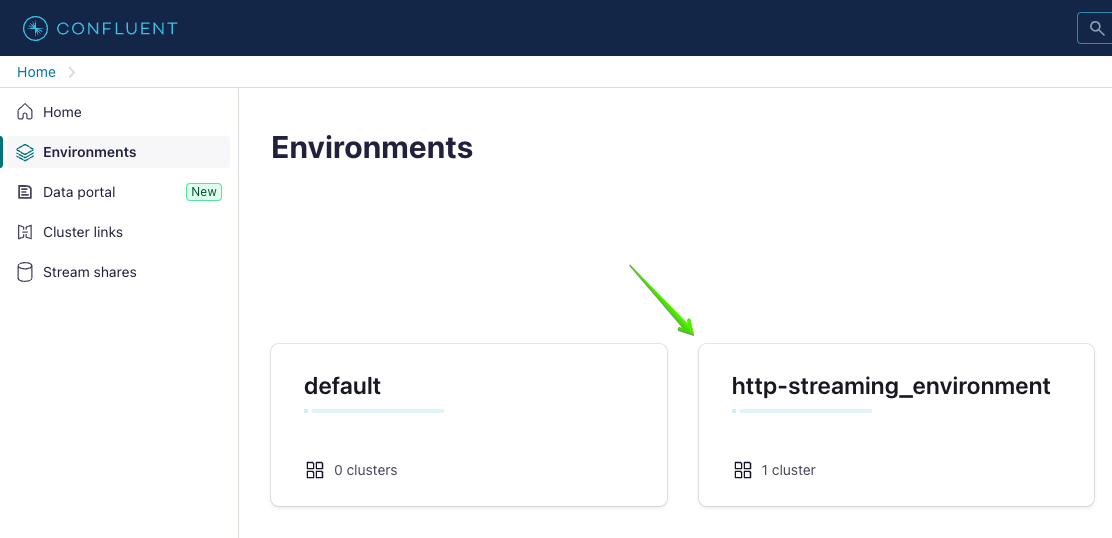 CONFLUENT
Home
Home
Environments
Data portal
New
Cluster links
Stream shares
Environments
default
0 clusters
http-streaming_environment
1 cluster